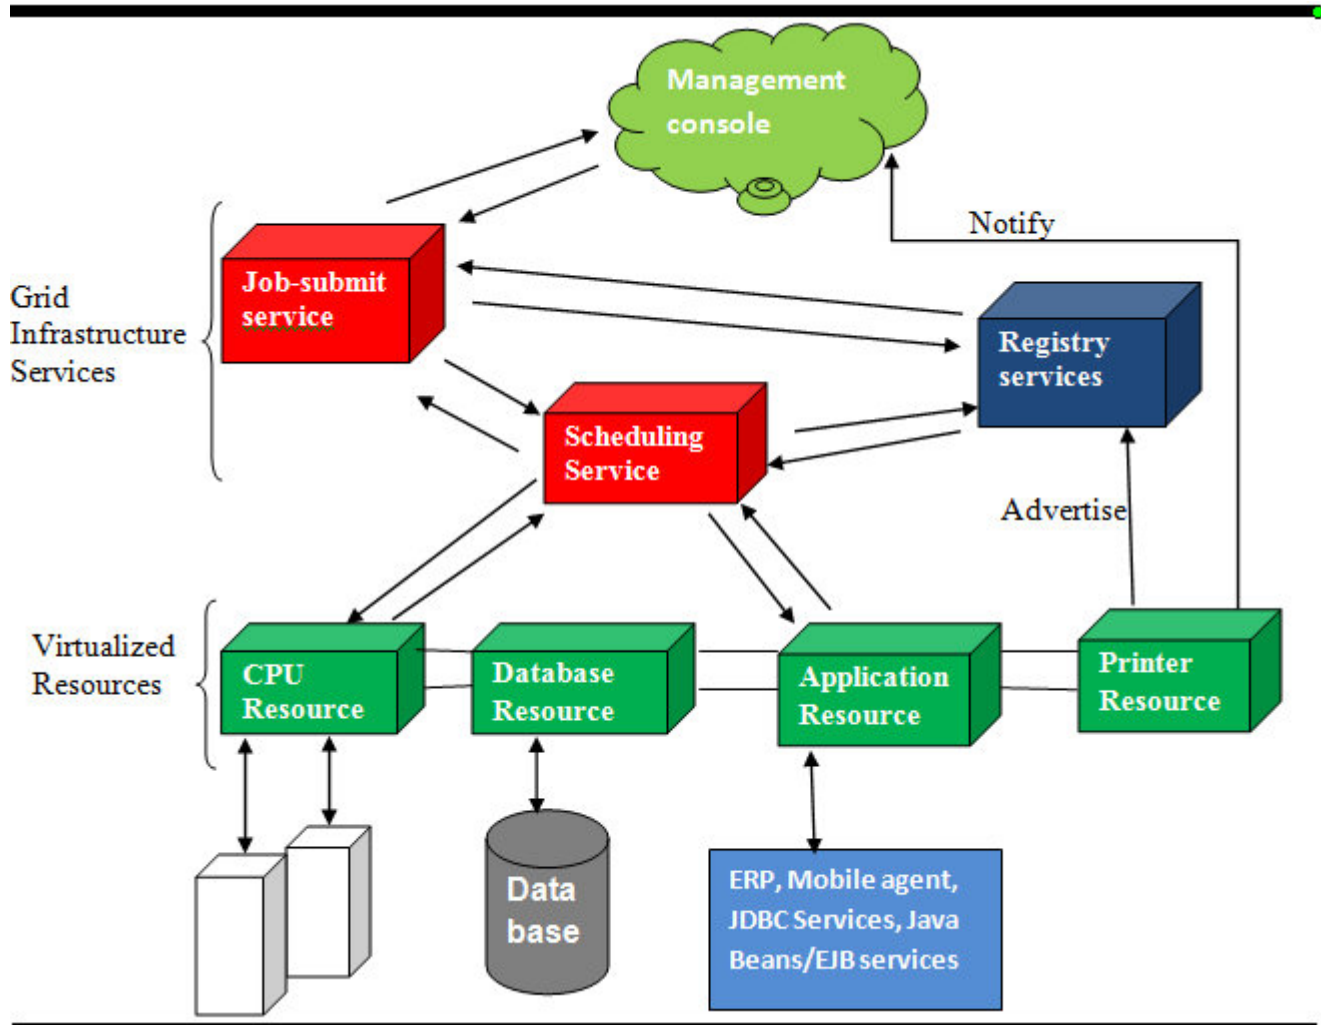 Management
console
Notify
Job-submit
service
Grid
Infrastructure
Services
Registry
services
Scheduling
Service
Advertise
Virtualized
Resources
CPU
Resource
Database
Resource
Application
Resource
Printer
Resource
Data
base
ERP, Mobile agent,
JDBC Services, Java
Beans/EJB services